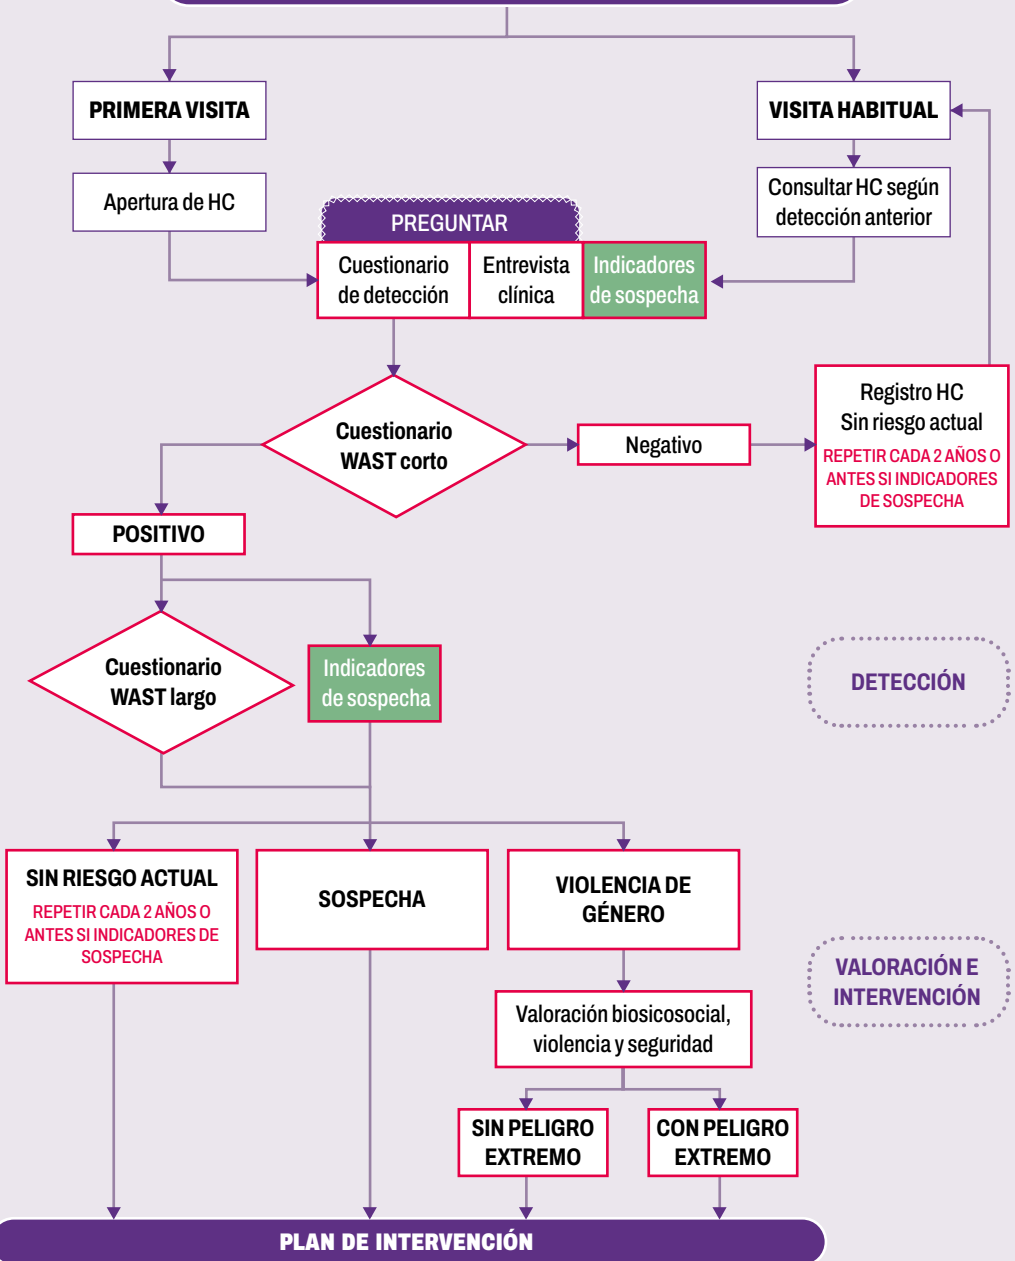 PRIMERA VISITA
VISITA HABITUAL
Apertura de HC
Consultar HC según
detección anterior
PREGUNTAR
Cuestionario
de detección
Entrevista
clínica
Indicadores
de sospecha
Cuestionario
WAST corto
Negativo
Registro HC
Sin riesgo actual
REPETIR CADA 2 AÑOS O
ANTES SI INDICADORES
DE SOSPECHA
POSITIVO
Cuestionario
WAST largo
Indicadores
de sospecha
DETECCIÓN
SIN RIESGO ACTUAL
REPETIR CADA 2 AÑOS O
ANTES SI INDICADORES DE
SOSPECHA
SOSPECHA
VIOLENCIA DE
GÉNERO
VALORACIÓN E
INTERVENCIÓN
Valoración biosicosocial,
violencia y seguridad
SIN PELIGRO
EXTREMO
CON PELIGRO
EXTREMO
PLAN DE INTERVENCIÓN